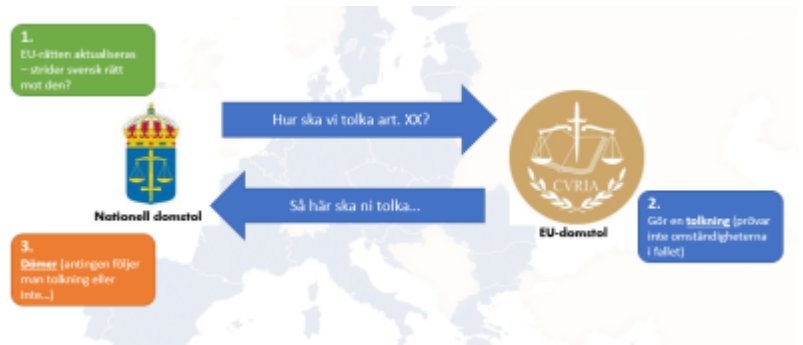 1.
EU-rätten aktualiseras
– strider svensk rätt
mot den?
Hur ska vi tolka art. XX?
CVRIA
Nationell domstol
Så här ska ni tolka...
EU-domstol
2.
Gör en tolkning (prövar
inte omständigheterna
i fallet)
3.
Dömer (antingen följer
man tolkning eller
inte...)